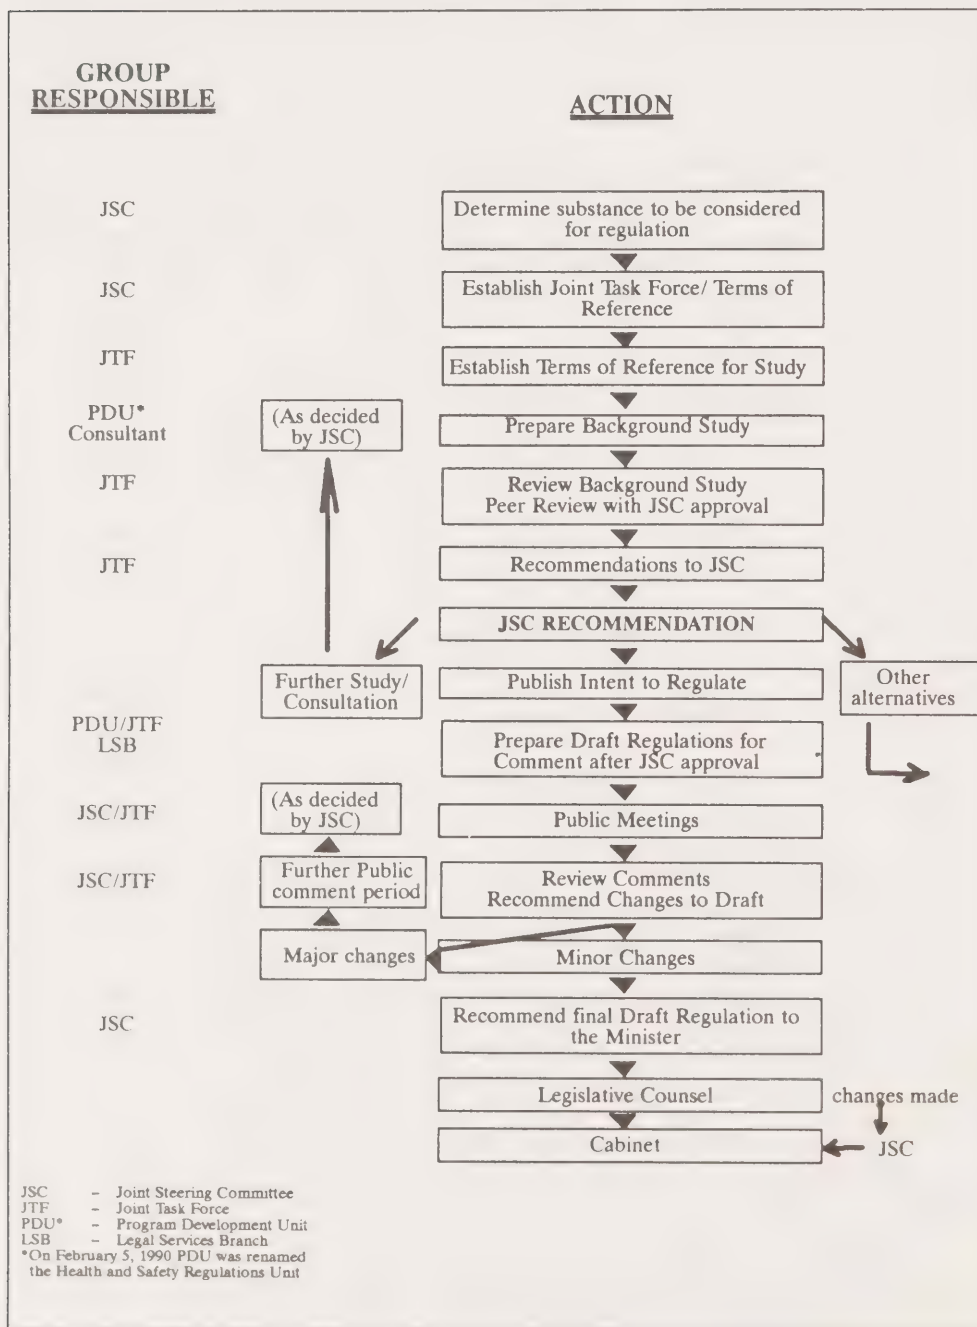 GROUP
RESPONSIBLE
ACTION
JSC
Determine substance to be considered
for regulation
JSC
Establish Joint Task Force/ Terms of
Reference
JTF
Establish Terms of Reference for Study
PDU*
Consultant
(As decided
by JSC)
Prepare Background Study
JTF
Review Background Study
Peer Review with JSC approval
JTF
Recommendations to JSC
JSC RECOMMENDATION
Further Study/
Consultation
Publish Intent to Regulate
Other
alternatives
PDU/JTF
LSB
Prepare Draft Regulations for
Comment after JSC approval
JSC/JTF
(As decided
by JSC)
Public Meetings
JSC/JTF
Further Public
comment period
Review Comments
Recommend Changes to Draft
Major changes
Minor Changes
JSC
Recommend final Draft Regulation to
the Minister
Legislative Counsel
changes made
Cabinet
JSC
JSC – Joint Steering Committee
JTF – Joint Task Force
PDU* – Program Development Unit
LSB – Legal Services Branch
*On February 5, 1990 PDU was renamed
the Health and Safety Regulations Unit